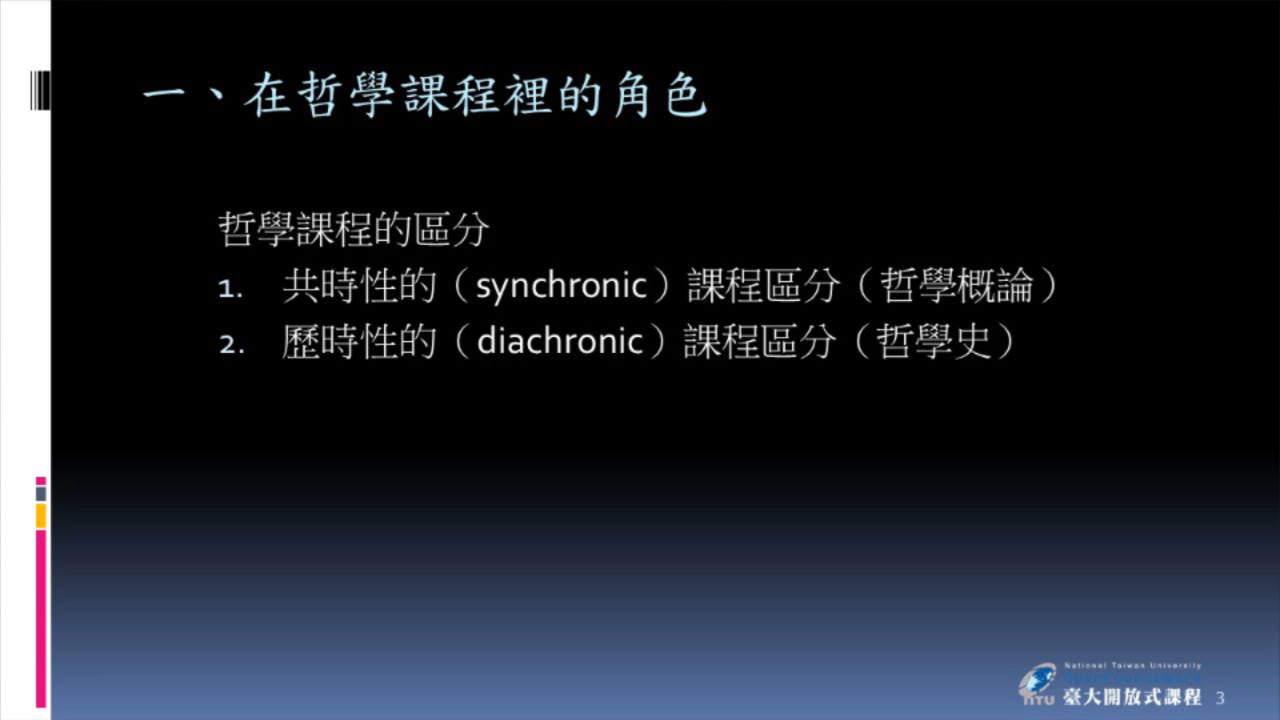 一、在哲學課程裡的角色
哲學課程的區分
1. 共時性的（synchronic）課程區分（哲學概論）
2. 歷時性的（diachronic）課程區分（哲學史）
National Taiwan University
OpenCourseWare
NTU 臺大開放式課程 3